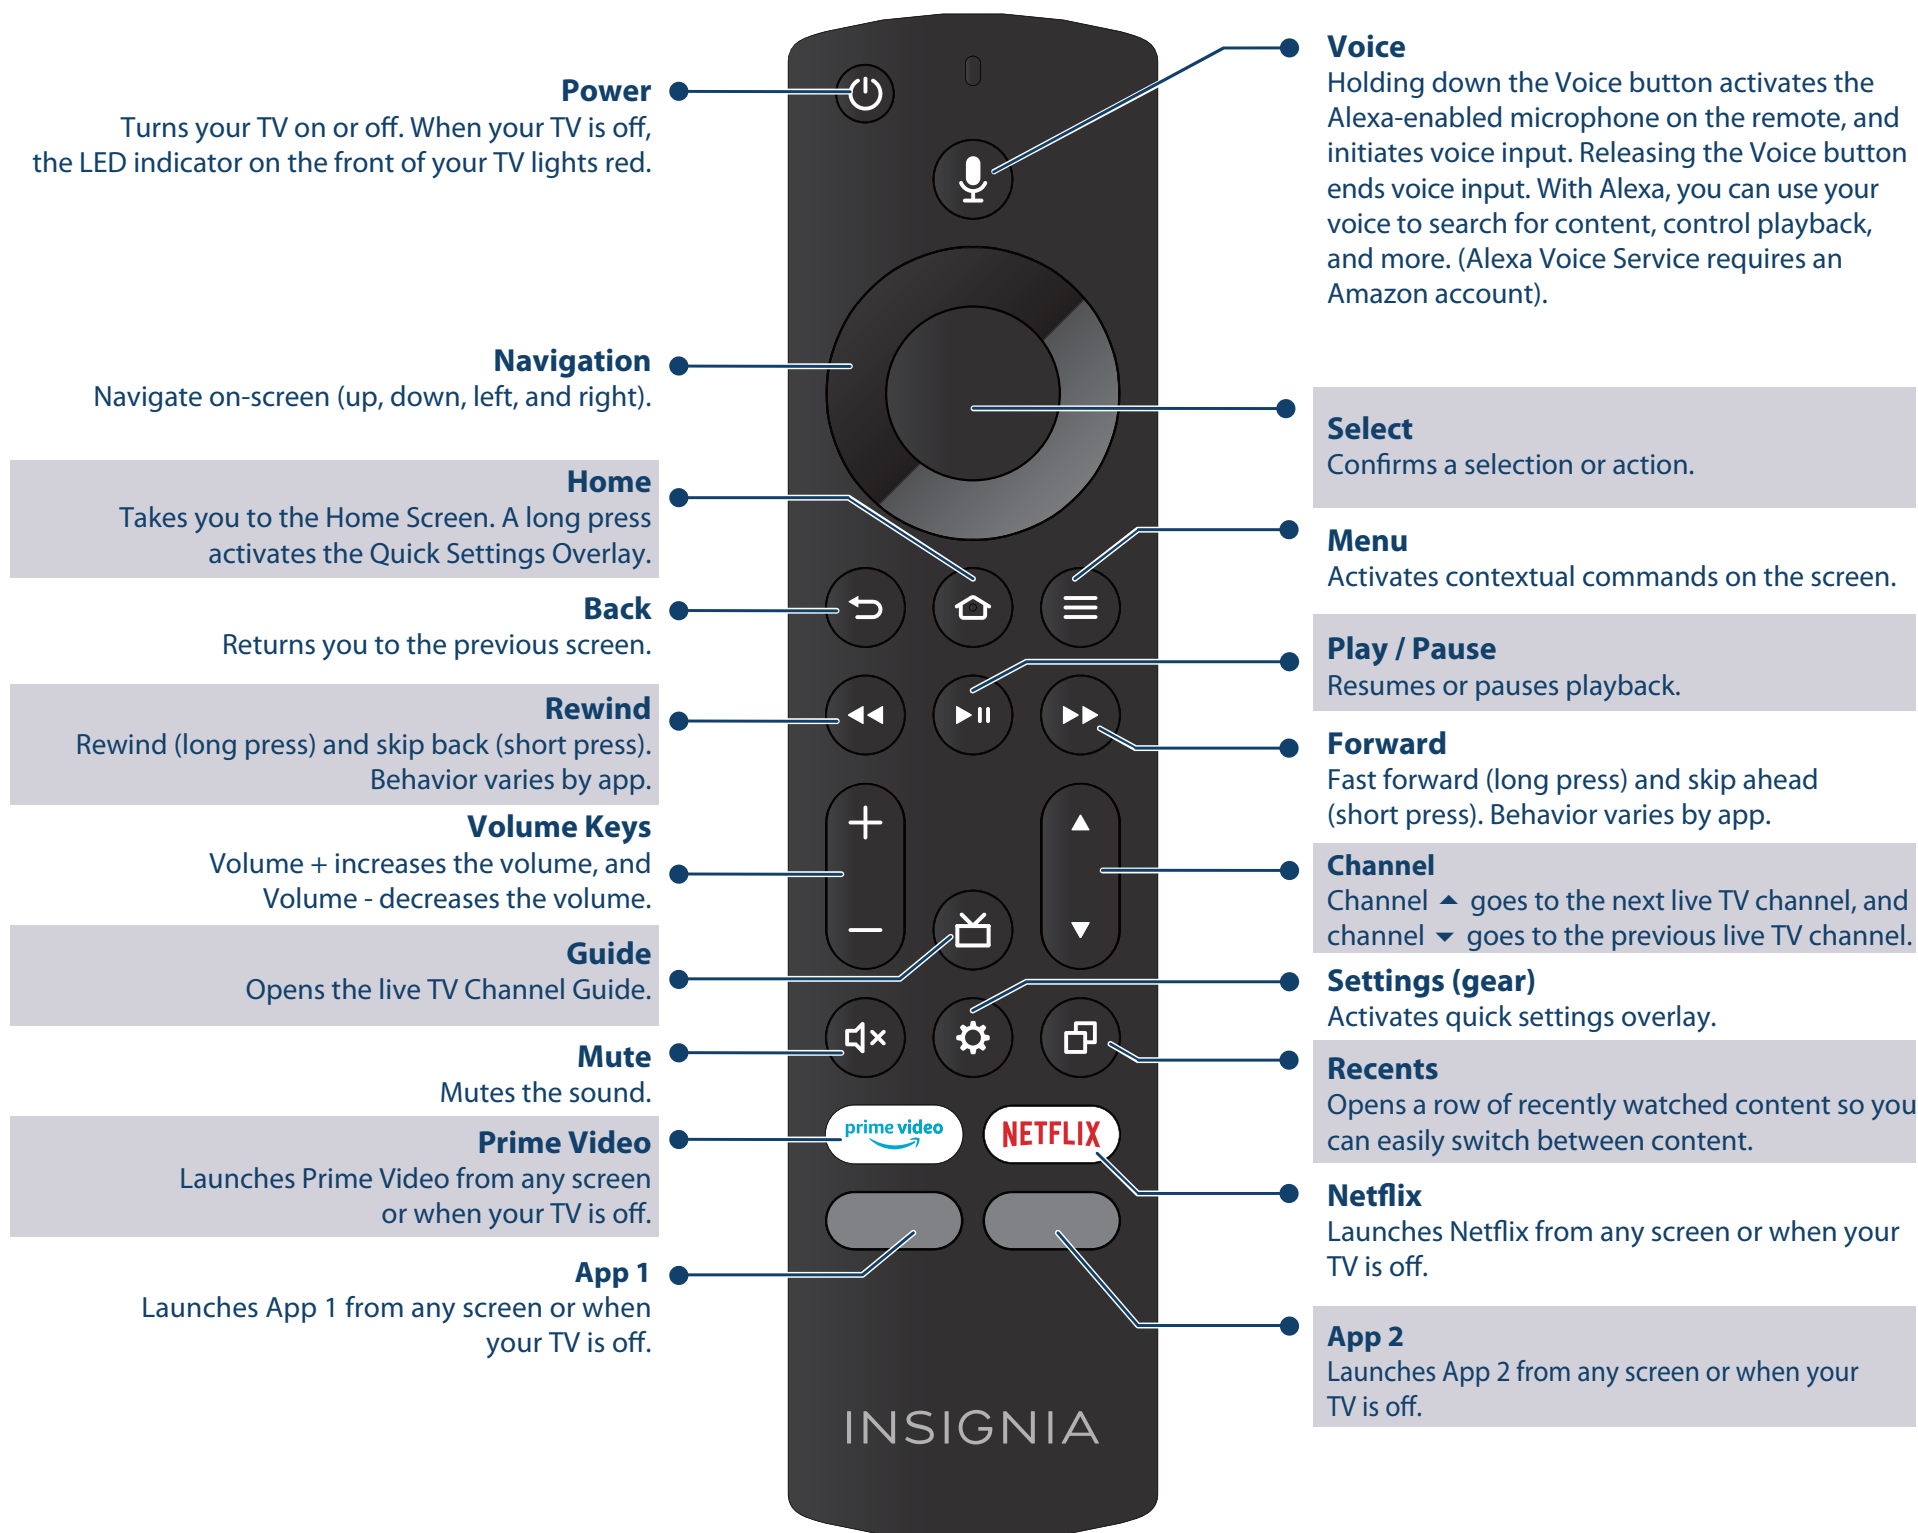 Power
Turns your TV on or off. When your TV is off,
the LED indicator on the front of your TV lights red.
Navigation
Navigate on-screen (up, down, left, and right).
Home
Takes you to the Home Screen. A long press
activates the Quick Settings Overlay.
Back
Returns you to the previous screen.
Rewind
Rewind (long press) and skip back (short press).
Behavior varies by app.
Volume Keys
Volume + increases the volume, and
Volume - decreases the volume.
Guide
Opens the live TV Channel Guide.
Mute
Mutes the sound.
Prime Video
Launches Prime Video from any screen
or when your TV is off.
App 1
Launches App 1 from any screen or when
your TV is off.
prime video
NETFLIX
INSIGNIA
Voice
Holding down the Voice button activates the
Alexa-enabled microphone on the remote, and
initiates voice input. Releasing the Voice button
ends voice input. With Alexa, you can use your
voice to search for content, control playback,
and more. (Alexa Voice Service requires an
Amazon account).
Select
Confirms a selection or action.
Menu
Activates contextual commands on the screen.
Play / Pause
Resumes or pauses playback.
Forward
Fast forward (long press) and skip ahead
(short press). Behavior varies by app.
Channel
Channel ▲ goes to the next live TV channel, and
channel ▼ goes to the previous live TV channel.
Settings (gear)
Activates quick settings overlay.
Recents
Opens a row of recently watched content so you
can easily switch between content.
Netflix
Launches Netflix from any screen or when your
TV is off.
App 2
Launches App 2 from any screen or when your
TV is off.